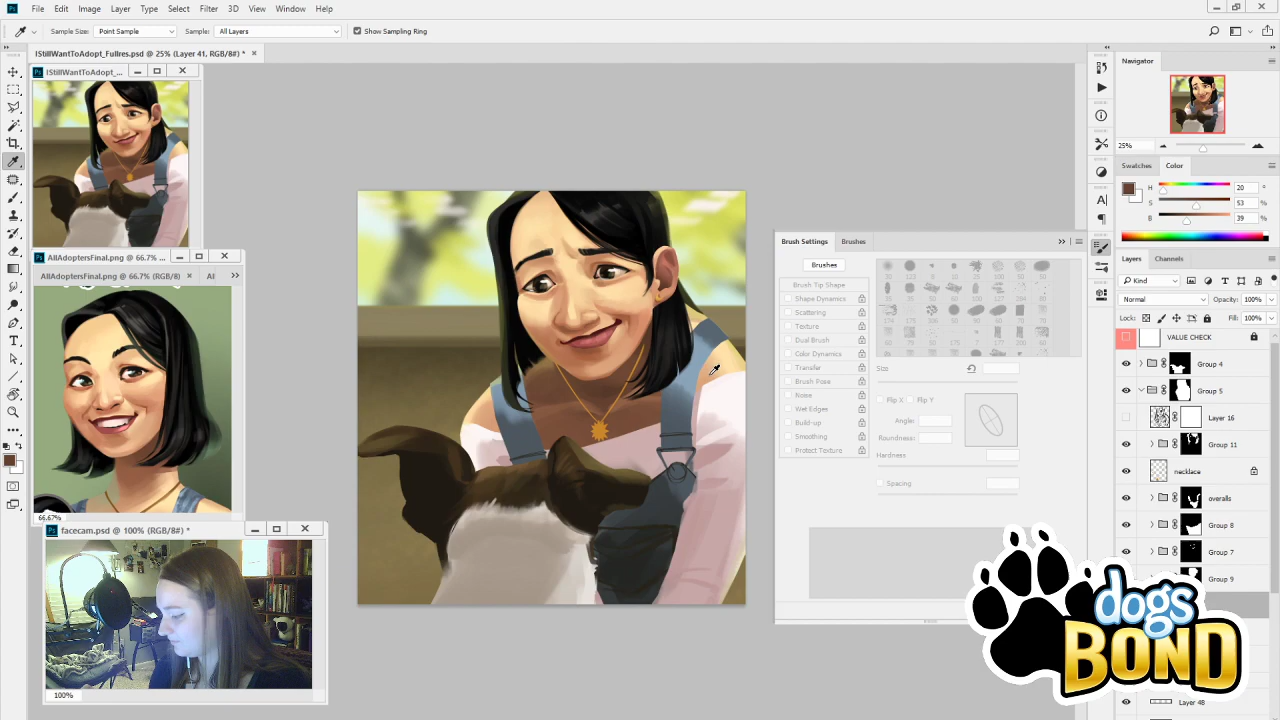 File Edit Image Layer Type Select Filter 3D View Window Help
Sample Size: Point Sample Sample: All Layers Show Sampling Ring
IStillWantToAdopt_Fullres.psd @ 25% (Layer 41, RGB/8#) *
IStillWantToAdopt_...
AllAdoptersFinal.png @ 66.7% ...
AllAdoptersFinal.png @ 66.7% (RGB/8) All
66.67%
facecam.psd @ 100% (RGB/8#) *
100%
Brush Settings Brushes
Brushes
Brush Tip Shape
Shape Dynamics
Scattering
Texture
Dual Brush
Color Dynamics
Transfer
Brush Pose
Noise
Wet Edges
Build-up
Smoothing
Protect Texture
Size
Flip X Flip Y
Angle:
Roundness:
Hardness
Spacing
Navigator
25%
Swatches Color
H 20 °
S 53 %
B 39 %
Layers Channels
Kind
Normal Opacity: 100%
Lock: Fill: 100%
VALUE CHECK
Group 4
Group 5
Layer 16
Group 11
necklace
overalls
Group 8
Group 7
Group 9
Layer 48
dogs
BOND